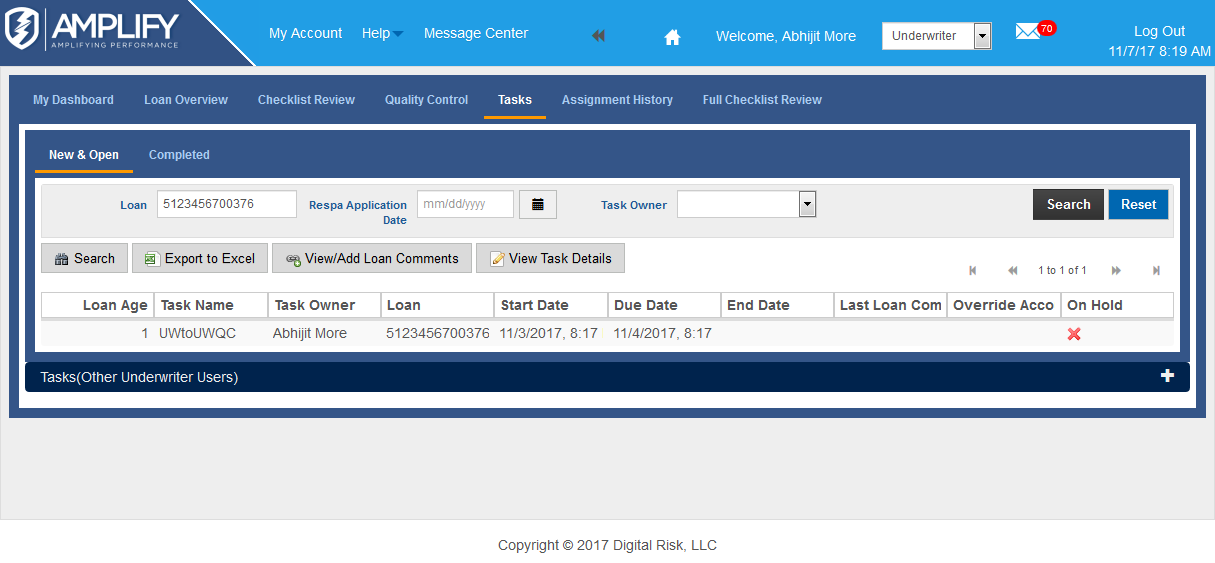 AMPLIFY
AMPLIFYING PERFORMANCE
My Account Help Message Center Welcome, Abhijit More Underwriter 70 Log Out
11/7/17 8:19 AM
My Dashboard Loan Overview Checklist Review Quality Control Tasks Assignment History Full Checklist Review
New & Open Completed
Loan 5123456700376 Respa Application Date mm/dd/yyyy Task Owner Search Reset
Search Export to Excel View/Add Loan Comments View Task Details
1 to 1 of 1
Loan Age Task Name Task Owner Loan Start Date Due Date End Date Last Loan Com Override Acco On Hold
1 UWtoUWQC Abhijit More 5123456700376 11/3/2017, 8:17 11/4/2017, 8:17
Tasks(Other Underwriter Users)
Copyright © 2017 Digital Risk, LLC